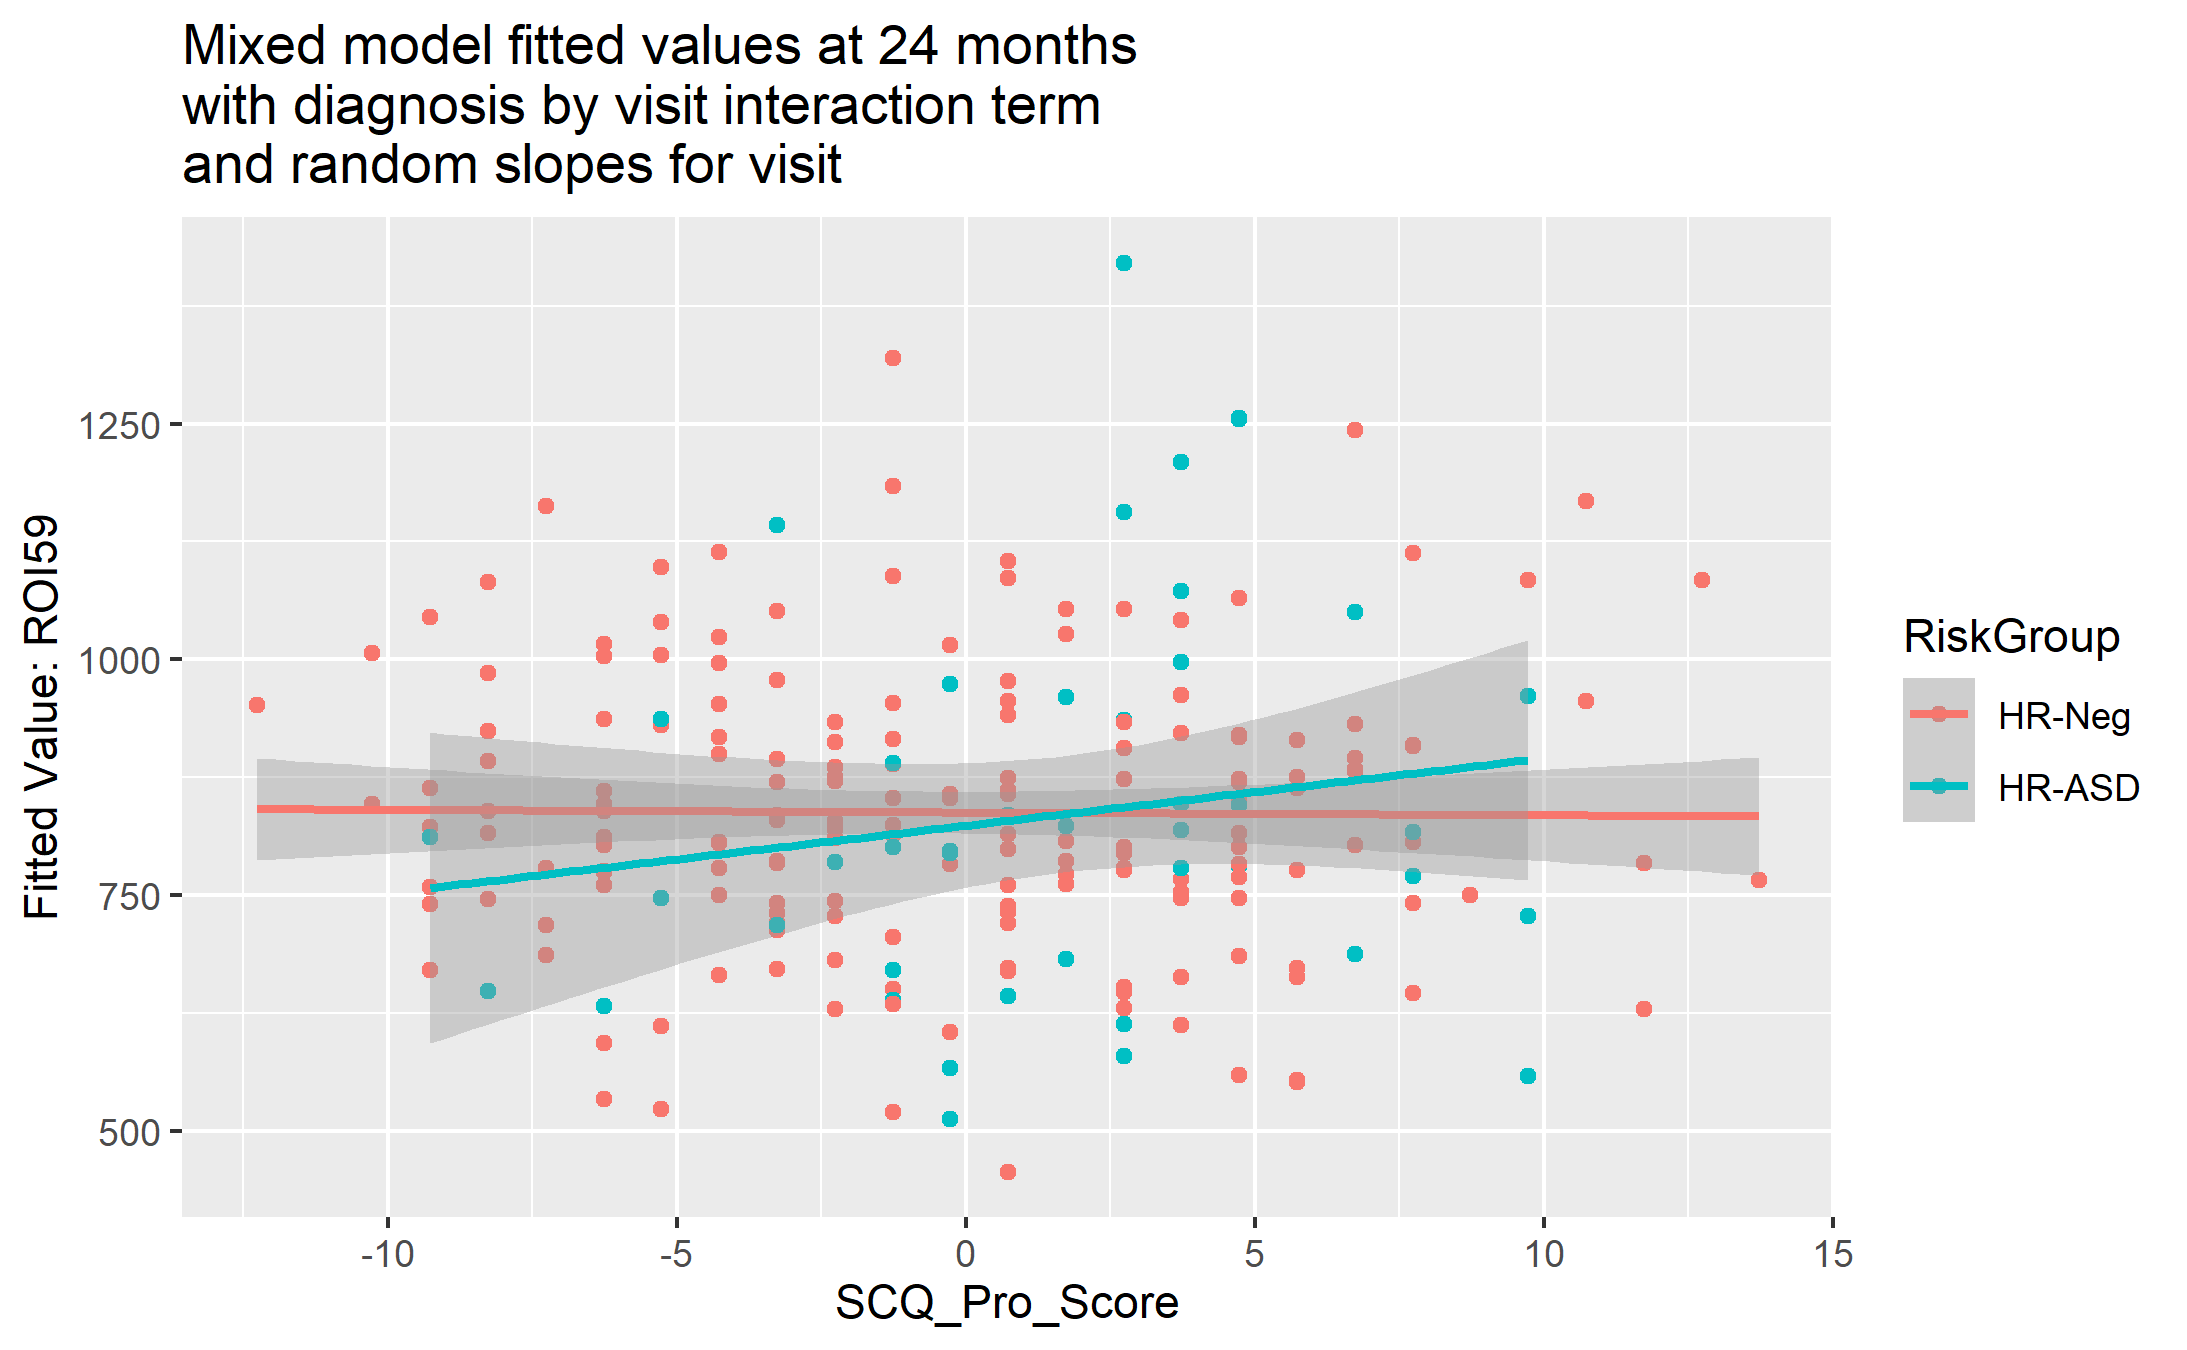 Mixed model fitted values at 24 months
with diagnosis by visit interaction term
and random slopes for visit
Fitted Value: ROI59
1250
1000
750
500
-10
-5
0
5
10
15
SCQ_Pro_Score
RiskGroup
HR-Neg
HR-ASD